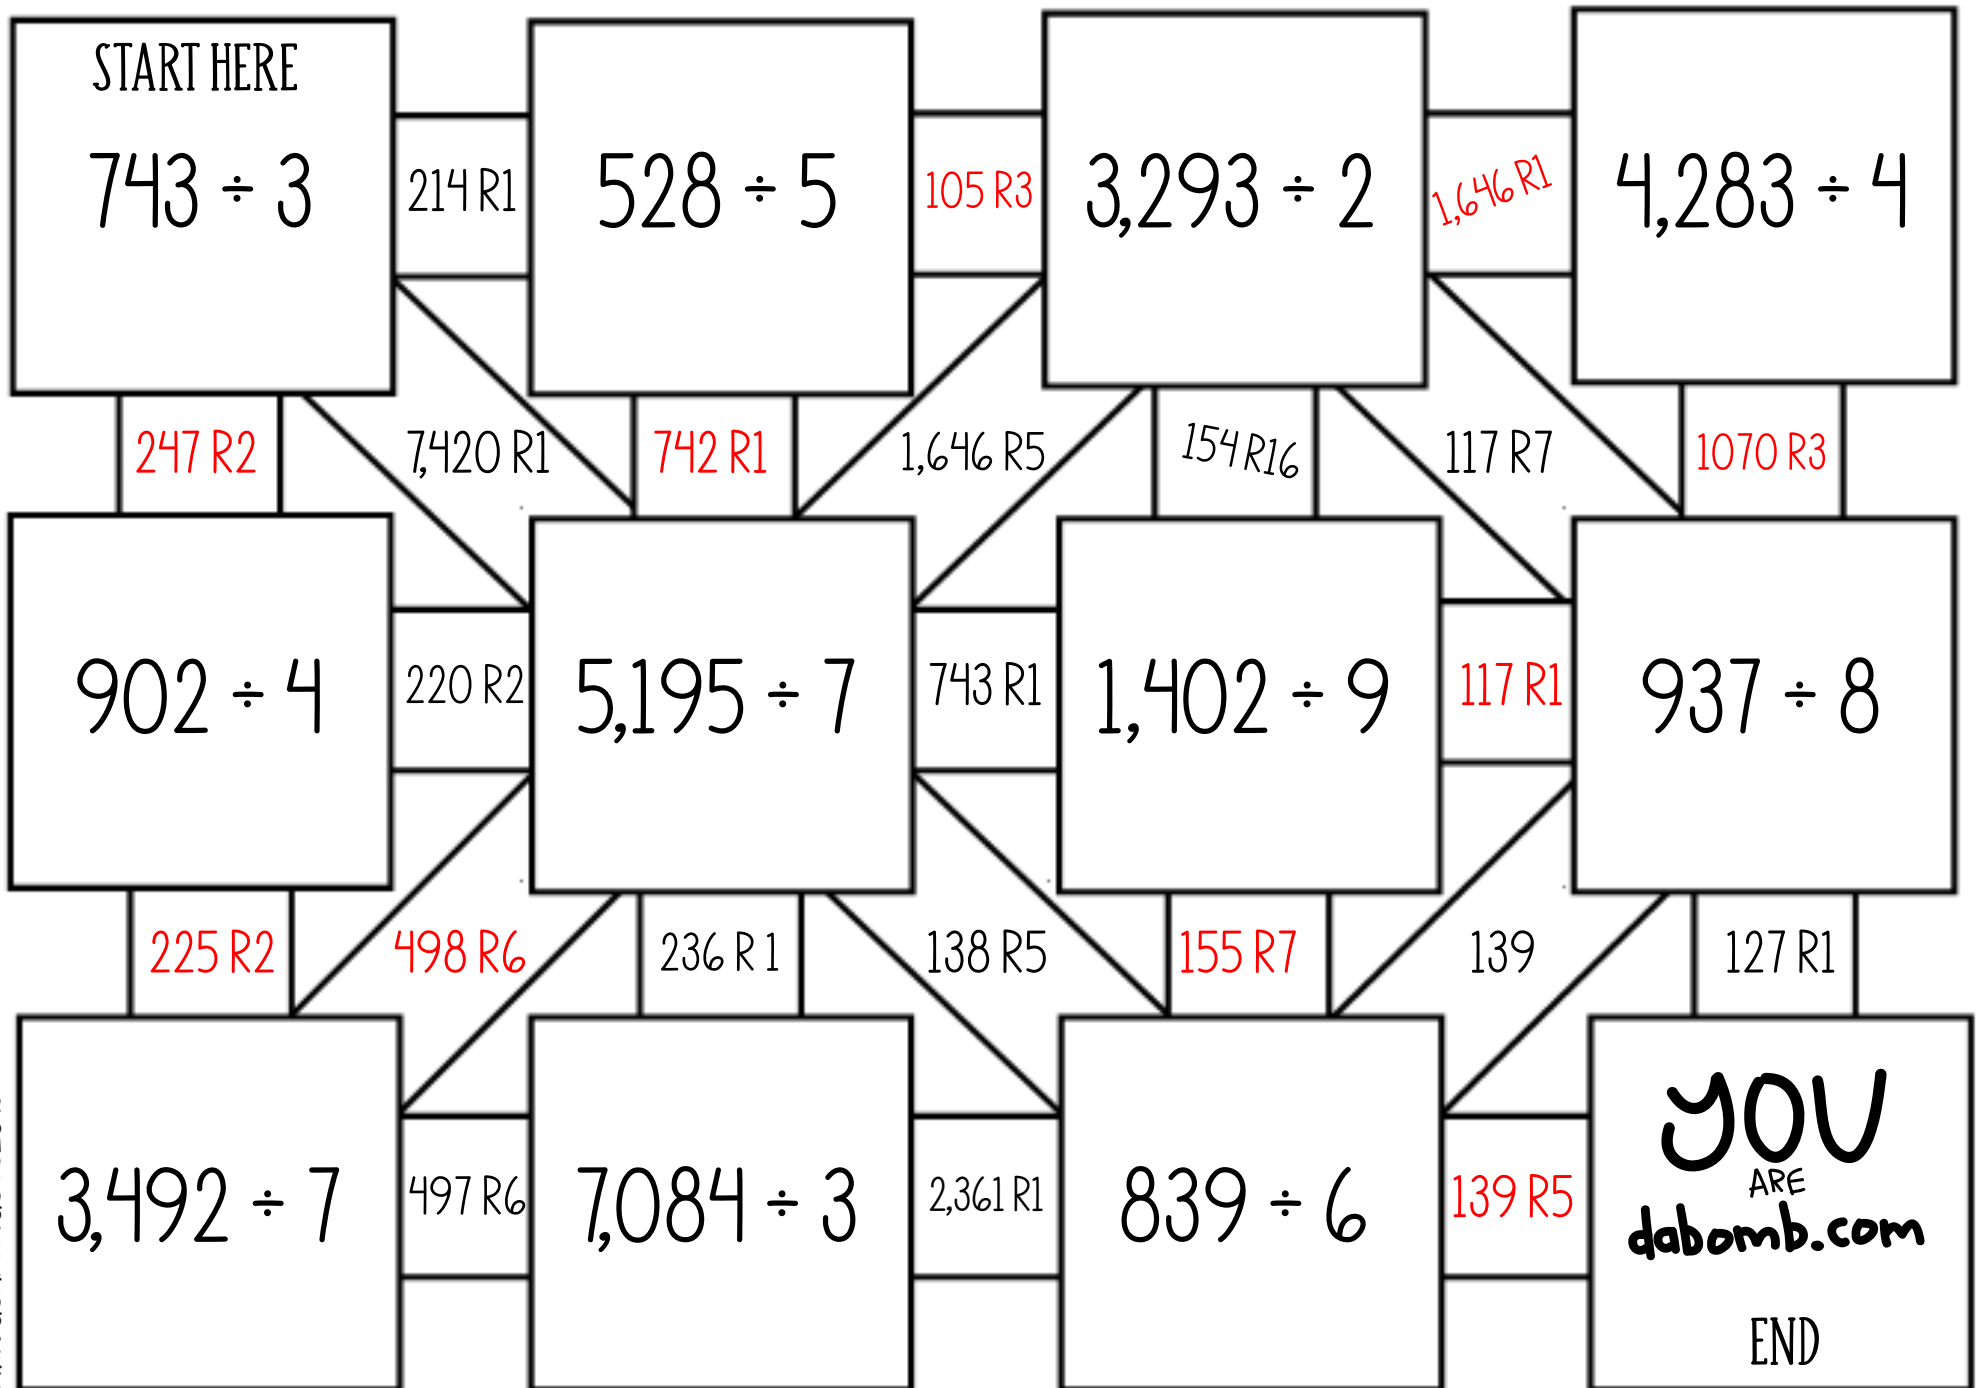 START HERE
743 ÷ 3
214 R1
528 ÷ 5
105 R3
3,293 ÷ 2
1,646 R1
4,283 ÷ 4
247 R2
7,420 R1
742 R1
1,646 R5
154 R16
117 R7
1070 R3
902 ÷ 4
220 R2
5,195 ÷ 7
743 R1
1,402 ÷ 9
117 R1
937 ÷ 8
225 R2
498 R6
236 R 1
138 R5
155 R7
139
127 R1
3,492 ÷ 7
497 R6
7,084 ÷ 3
2,361 R1
839 ÷ 6
139 R5
YOU
ARE
dabomb.com
END